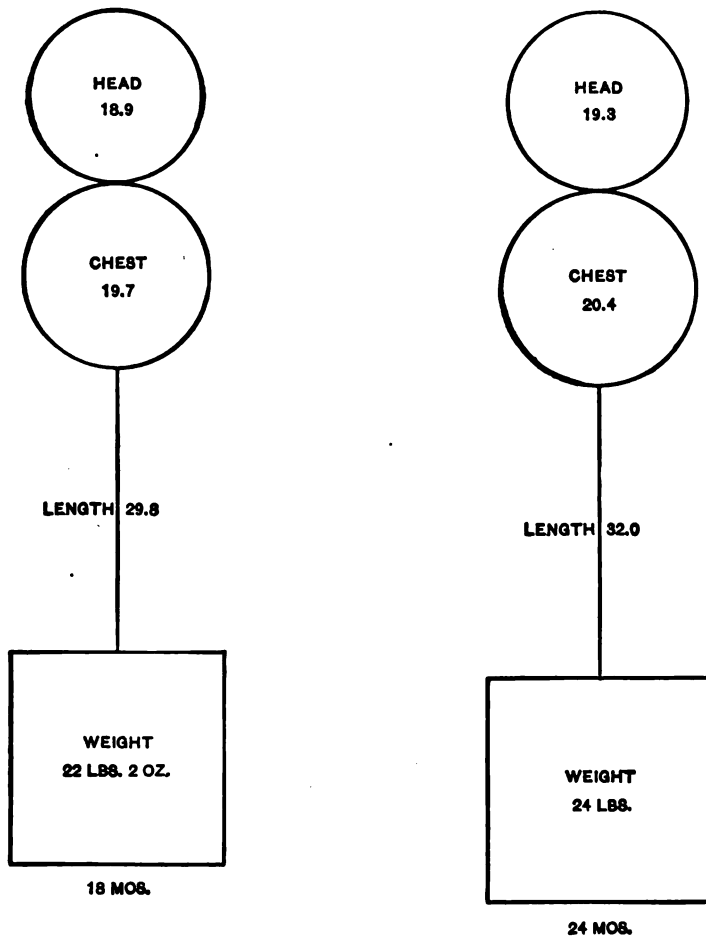 HEAD
18.9
CHEST
19.7
LENGTH 29.8
WEIGHT
22 LBS. 2 OZ.
18 MOS.
HEAD
19.3
CHEST
20.4
LENGTH 32.0
WEIGHT
24 LBS.
24 MOS.